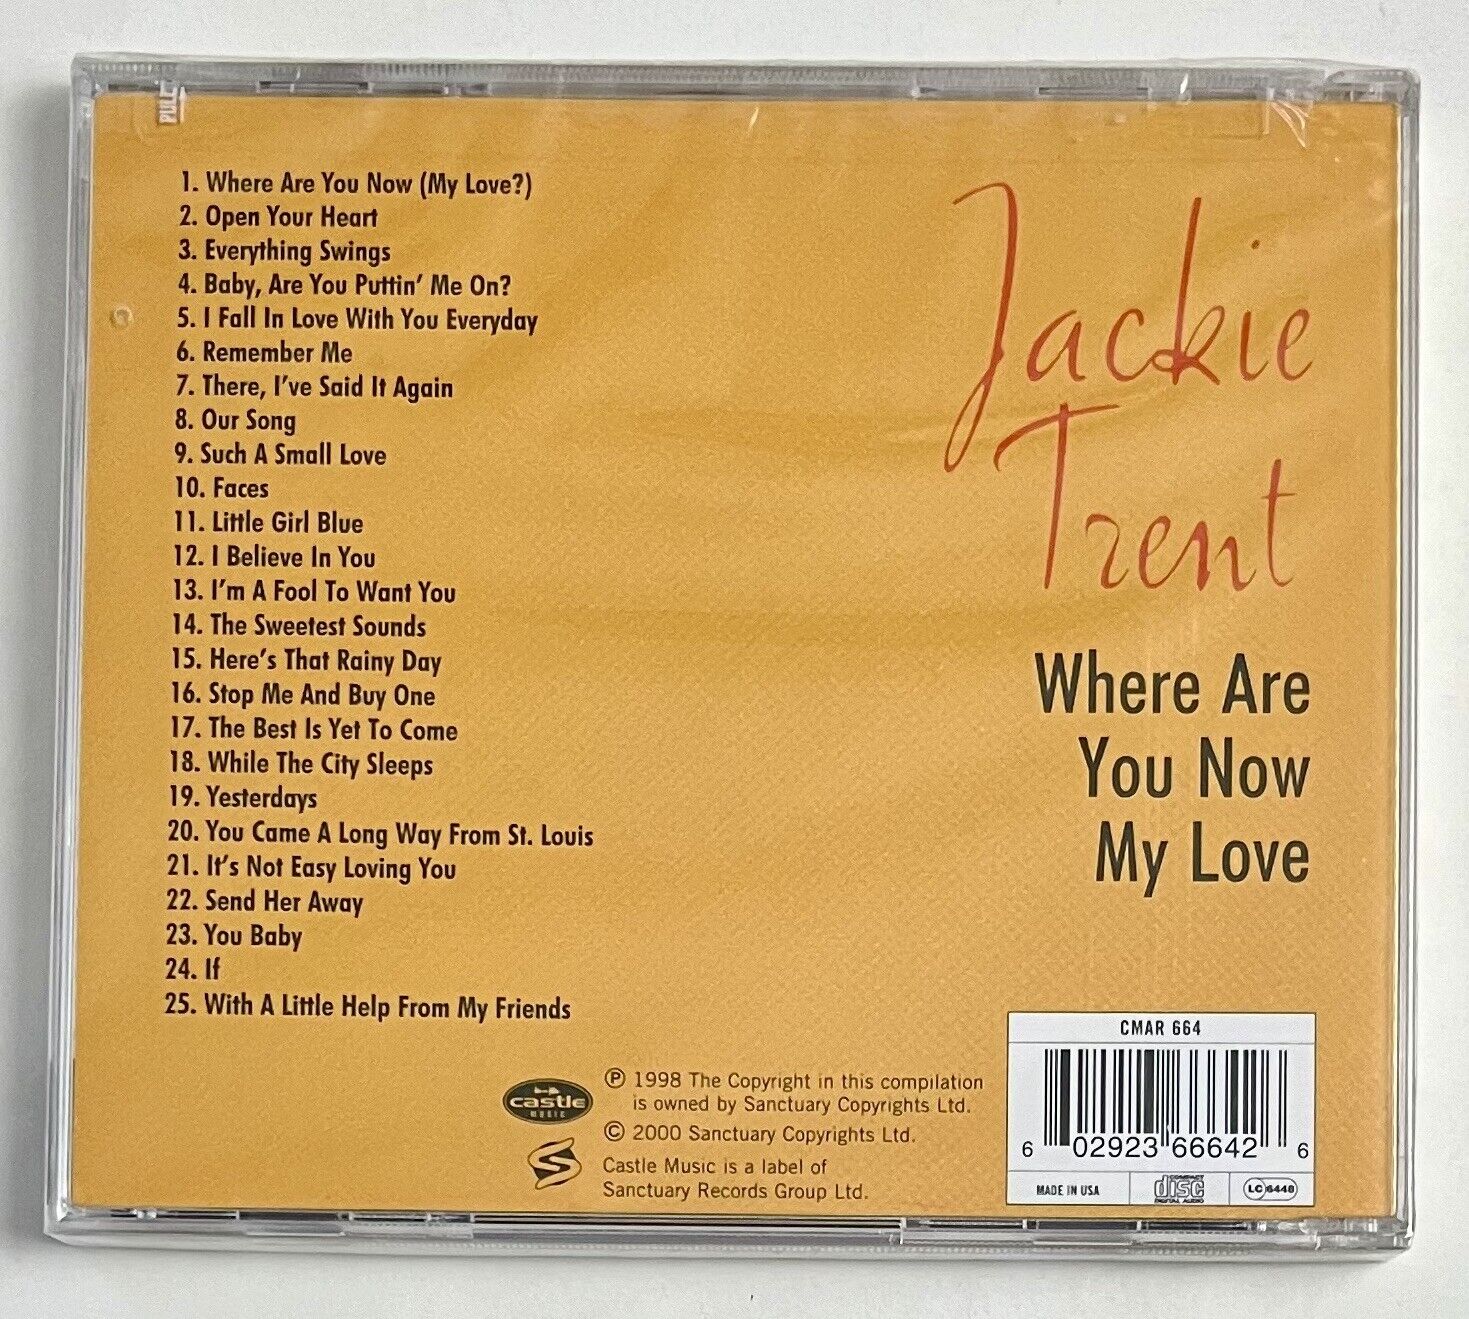 PULL
1. Where Are You Now (My Love?)
2. Open Your Heart
3. Everything Swings
4. Baby, Are You Puttin' Me On?
5. I Fall In Love With You Everyday
6. Remember Me
7. There, I've Said It Again
8. Our Song
9. Such A Small Love
10. Faces
11. Little Girl Blue
12. I Believe In You
13. I'm A Fool To Want You
14. The Sweetest Sounds
15. Here's That Rainy Day
16. Stop Me And Buy One
17. The Best Is Yet To Come
18. While The City Sleeps
19. Yesterdays
20. You Came A Long Way From St. Louis
21. It's Not Easy Loving You
22. Send Her Away
23. You Baby
24. If
25. With A Little Help From My Friends
Jackie
Trent
Where Are
You Now
My Love
castle
MUSIC
℗ 1998 The Copyright in this compilation
is owned by Sanctuary Copyrights Ltd.
© 2000 Sanctuary Copyrights Ltd.
Castle Music is a label of
Sanctuary Records Group Ltd.
CMAR 664
6 02923 66642 6
MADE IN USA
COMPACT
disc
DIGITAL AUDIO
LC 6448